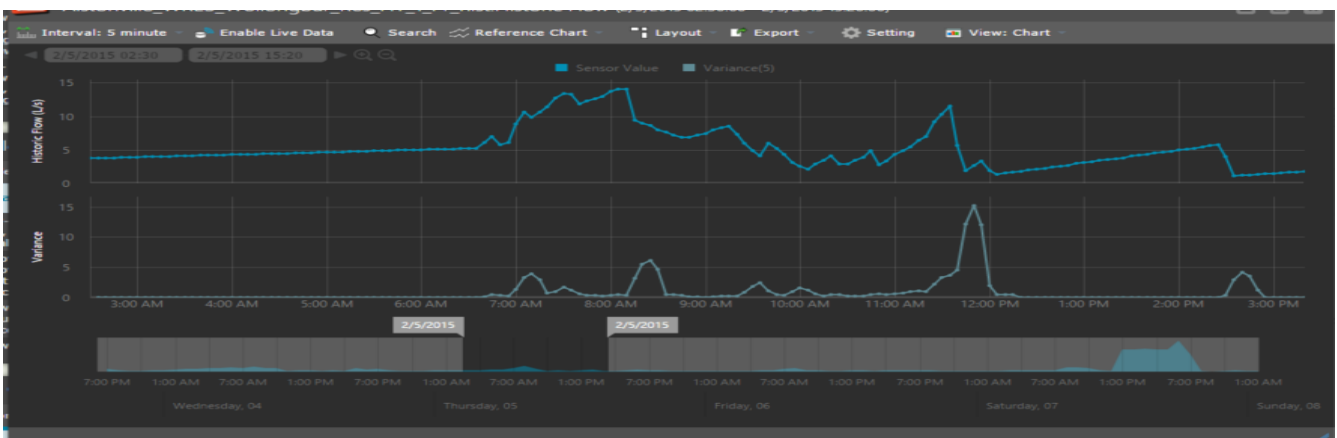 Interval: 5 minute Enable Live Data Search Reference Chart Layout Export Setting View: Chart
2/5/2015 02:30 2/5/2015 15:20
Sensor Value Variance(5)
Historic Flow (L/s)
15
10
5
0
Variance
15
10
5
0
3:00 AM 4:00 AM 5:00 AM 6:00 AM 7:00 AM 8:00 AM 9:00 AM 10:00 AM 11:00 AM 12:00 PM 1:00 PM 2:00 PM 3:00 PM
2/5/2015 2/5/2015
7:00 PM 1:00 AM 7:00 AM 1:00 PM 7:00 PM 1:00 AM 7:00 AM 1:00 PM 7:00 PM 1:00 AM 7:00 AM 1:00 PM 7:00 PM 1:00 AM 7:00 AM 1:00 PM 7:00 PM 1:00 AM
Wednesday, 04 Thursday, 05 Friday, 06 Saturday, 07 Sunday, 08